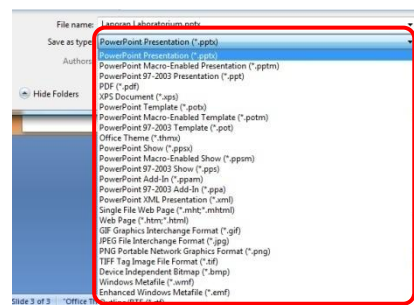 File name: Laporan Laboratorium.pptx
Save as type: PowerPoint Presentation (*.pptx)
PowerPoint Presentation (*.pptx)
Authors:
PowerPoint Macro-Enabled Presentation (*.pptm)
PowerPoint 97-2003 Presentation (*.ppt)
PDF (*.pdf)
Hide Folders
XPS Document (*.xps)
PowerPoint Template (*.potx)
PowerPoint Macro-Enabled Template (*.potm)
PowerPoint 97-2003 Template (*.pot)
Office Theme (*.thmx)
PowerPoint Show (*.ppsx)
PowerPoint Macro-Enabled Show (*.ppsm)
PowerPoint 97-2003 Show (*.pps)
PowerPoint Add-In (*.ppam)
PowerPoint 97-2003 Add-In (*.ppa)
PowerPoint XML Presentation (*.xml)
Single File Web Page (*.mht;*.mhtml)
Web Page (*.htm;*.html)
GIF Graphics Interchange Format (*.gif)
JPEG File Interchange Format (*.jpg)
PNG Portable Network Graphics Format (*.png)
TIFF Tag Image File Format (*.tif)
Device Independent Bitmap (*.bmp)
Windows Metafile (*.wmf)
Enhanced Windows Metafile (*.emf)
Slide 3 of 3 "Office Th